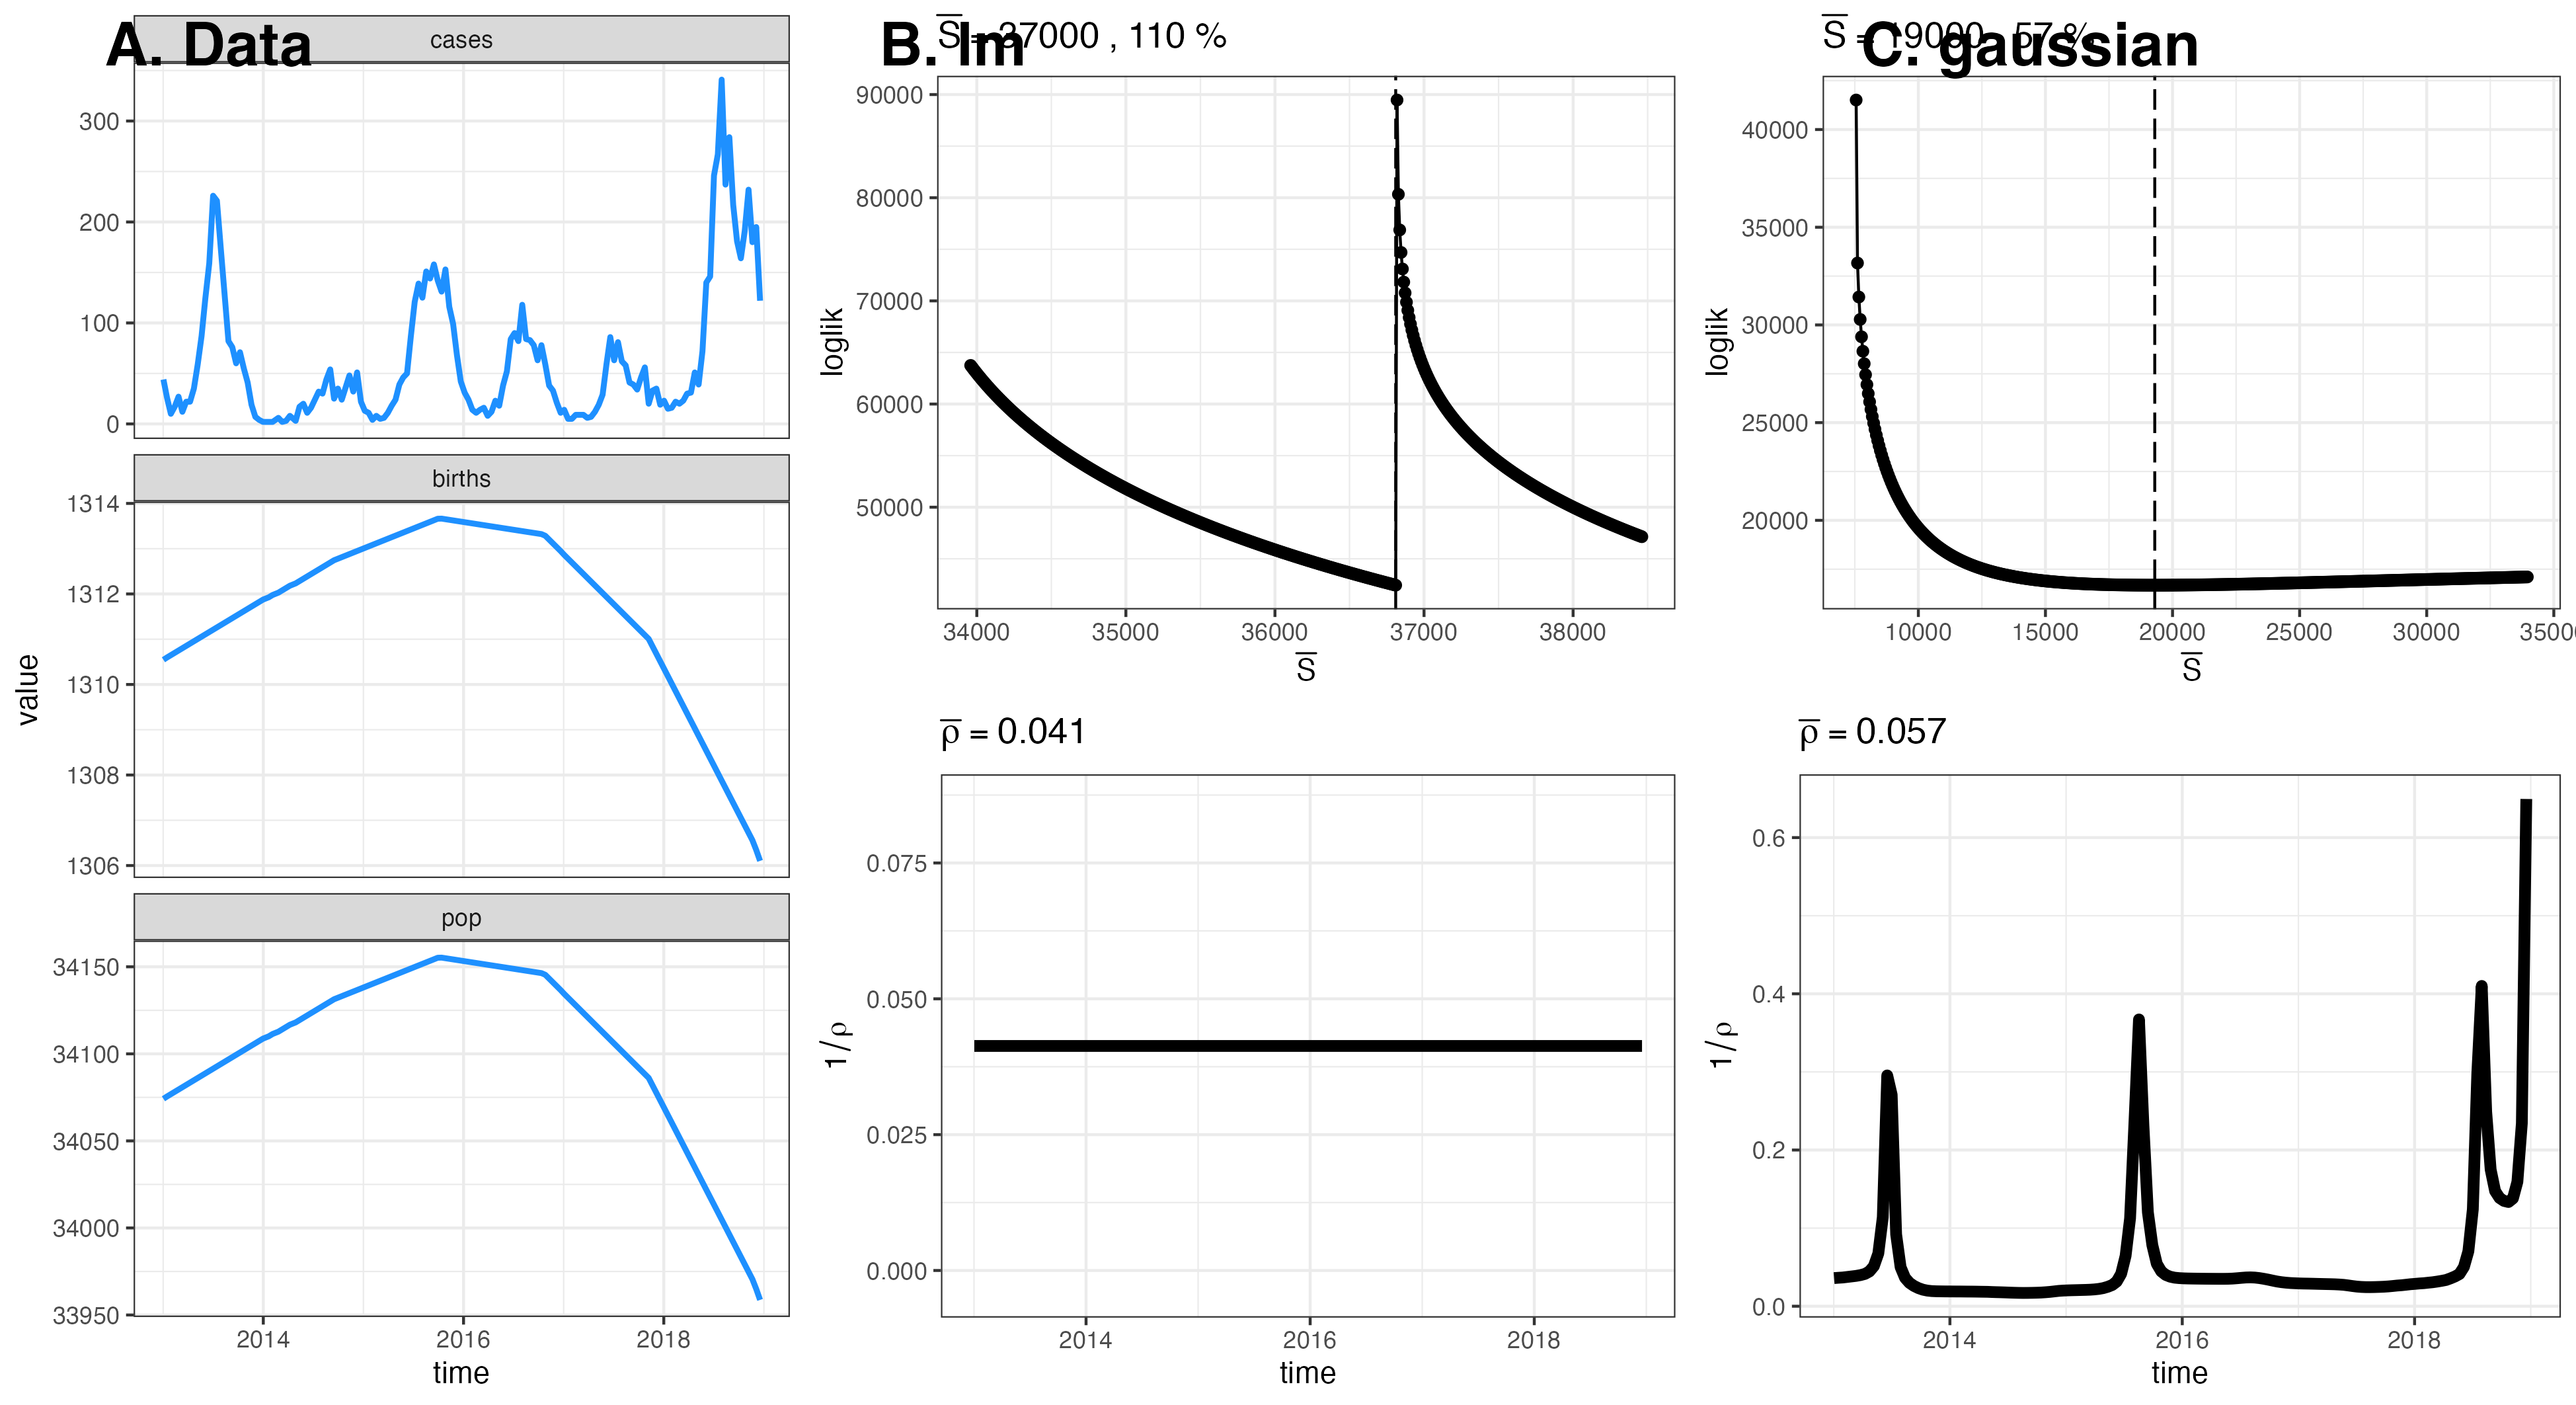 A. Data
cases
300
200
100
0
births
1314
1312
1310
1308
1306
value
pop
34150
34100
34050
34000
33950
2014 2016 2018
time
B. lm
S̅ = 37000 , 110 %
90000
80000
70000
60000
50000
loglik
34000 35000 36000 37000 38000
S̅
ρ̅ = 0.041
0.075
0.050
0.025
0.000
1/ρ
2014 2016 2018
time
C. gaussian
S̅ = 19000 , 57 %
40000
35000
30000
25000
20000
loglik
10000 15000 20000 25000 30000 3500
S̅
ρ̅ = 0.057
0.6
0.4
0.2
0.0
1/ρ
2014 2016 2018
time